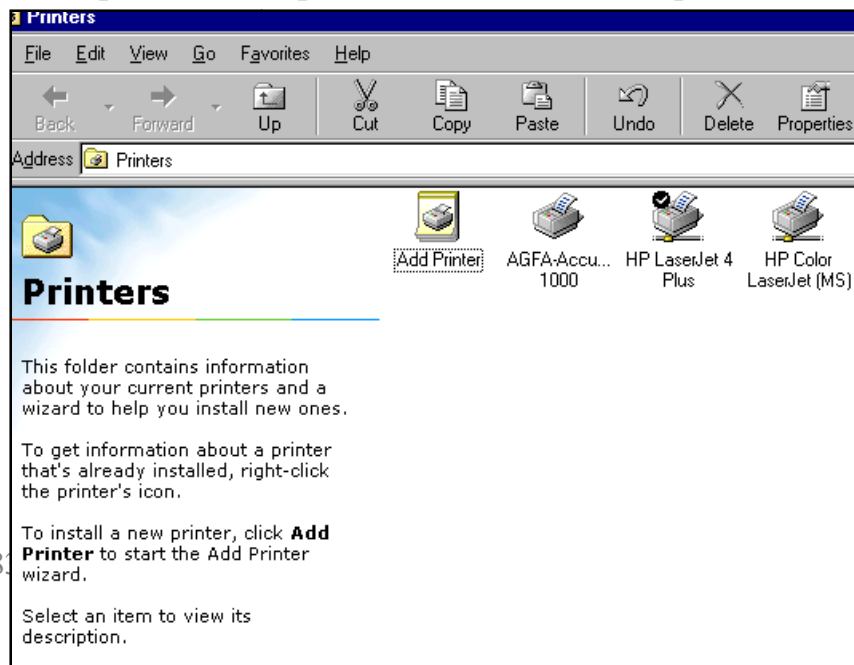 Printers
File Edit View Go Favorites Help
Back Forward Up Cut Copy Paste Undo Delete Properties
Address Printers
Add Printer AGFA-Accu... HP LaserJet 4 HP Color
1000 Plus LaserJet (MS)
Printers
This folder contains information
about your current printers and a
wizard to help you install new ones.
To get information about a printer
that's already installed, right-click
the printer's icon.
To install a new printer, click Add
Printer to start the Add Printer
wizard.
Select an item to view its
description.